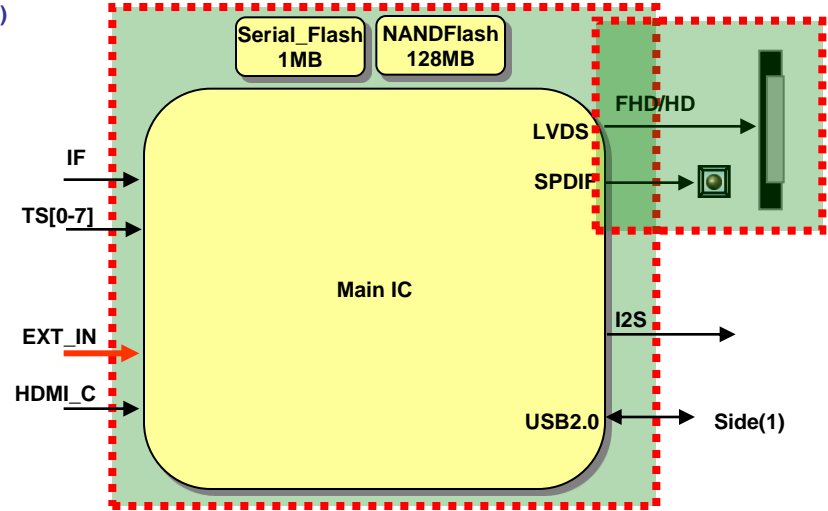 )
Serial_Flash
1MB
NANDFlash
128MB
FHD/HD
LVDS
IF
SPDIF
TS[0-7]
Main IC
I2S
EXT_IN
HDMI_C
USB2.0
Side(1)